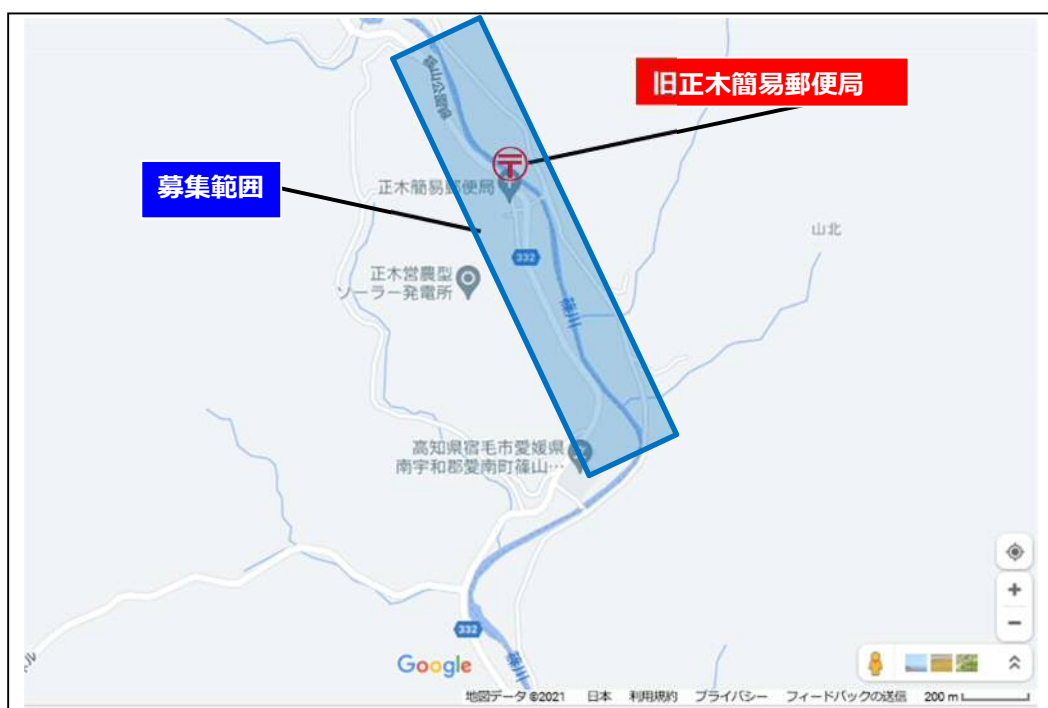 旧正木簡易郵便局
募集範囲
篠山公園線
正木簡易郵便局
332
山北
正木営農型
ソーラー発電所
篠川
高知県宿毛市愛媛県
南宇和郡愛南町篠山…
332
篠川
Google
地図データ ©2021 日本 利用規約 プライバシー フィードバックの送信 200 m